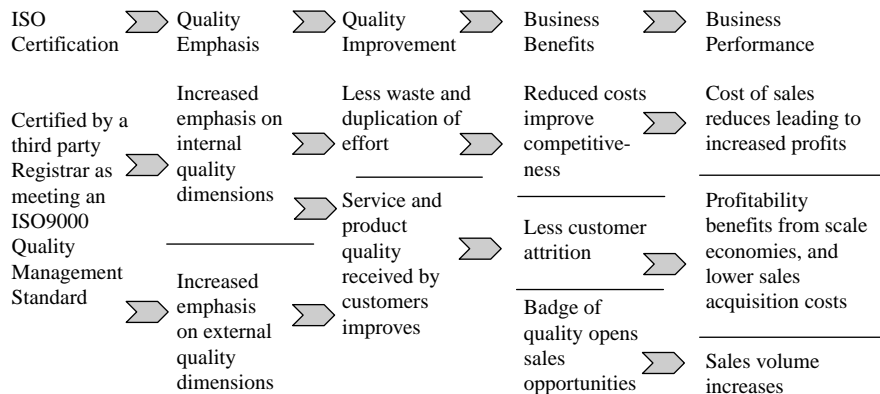 ISO
Certification
Quality
Emphasis
Quality
Improvement
Business
Benefits
Business
Performance
Certified by a
third party
Registrar as
meeting an
ISO9000
Quality
Management
Standard
Increased
emphasis on
internal
quality
dimensions
Increased
emphasis
on external
quality
dimensions
Less waste and
duplication of
effort
Service and
product
quality
received by
customers
improves
Reduced costs
improve
competitive-
ness
Less customer
attrition
Badge of
quality opens
sales
opportunities
Cost of sales
reduces leading to
increased profits
Profitability
benefits from scale
economies, and
lower sales
acquisition costs
Sales volume
increases